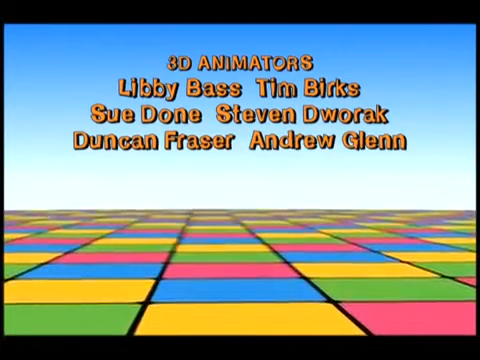 3D ANIMATORS
Libby Bass Tim Birks
Sue Done Steven Dworak
Duncan Fraser Andrew Glenn